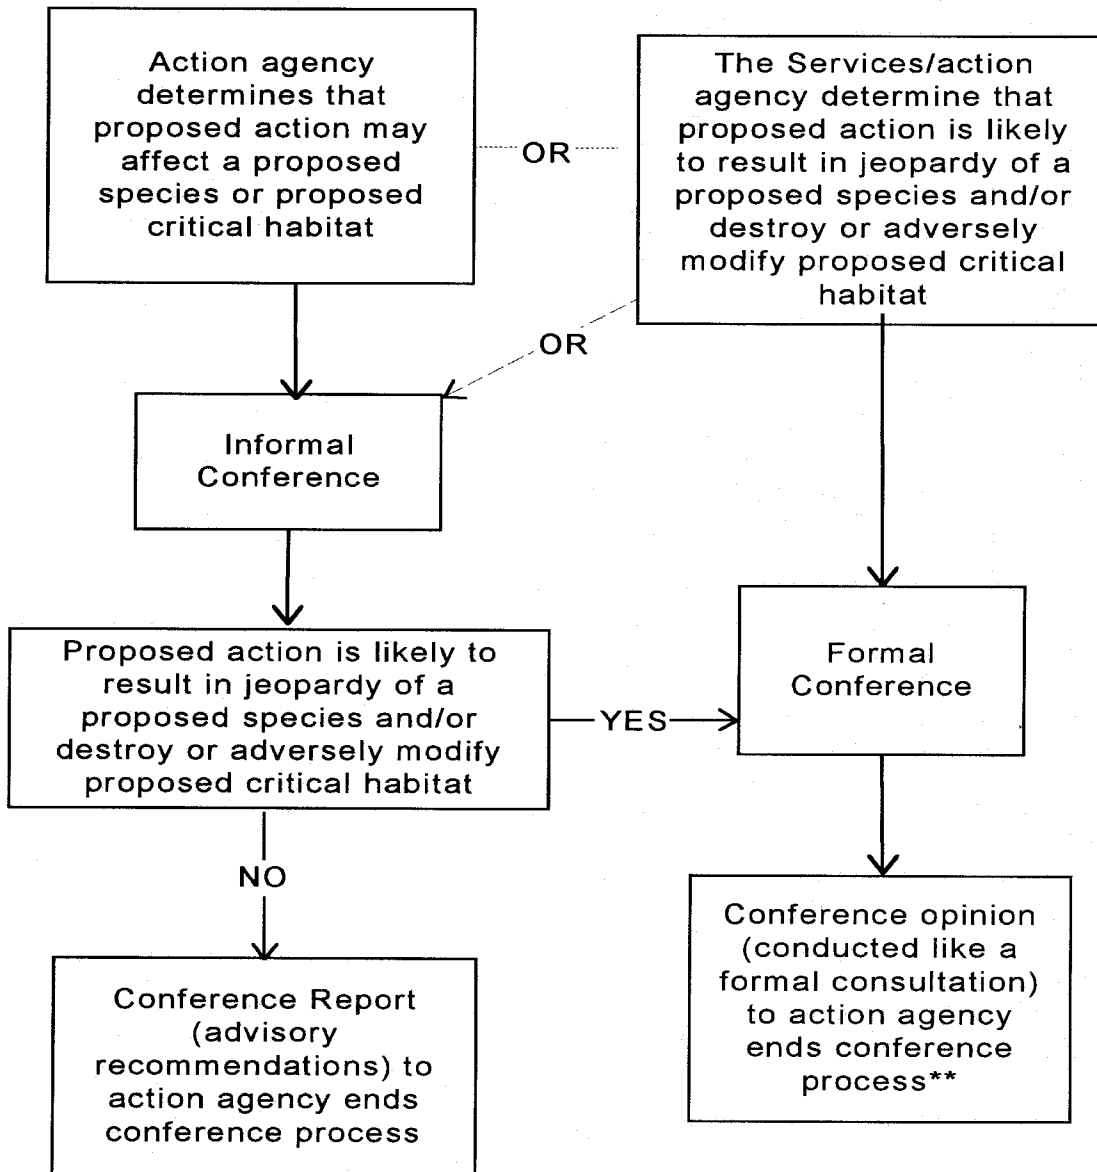 Action agency
determines that
proposed action may
affect a proposed
species or proposed
critical habitat
OR
The Services/action
agency determine that
proposed action is likely
to result in jeopardy of a
proposed species and/or
destroy or adversely
modify proposed critical
habitat
OR
Informal
Conference
Proposed action is likely to
result in jeopardy of a
proposed species and/or
destroy or adversely modify
proposed critical habitat
YES
Formal
Conference
NO
Conference Report
(advisory
recommendations) to
action agency ends
conference process
Conference opinion
(conducted like a
formal consultation)
to action agency
ends conference
process**